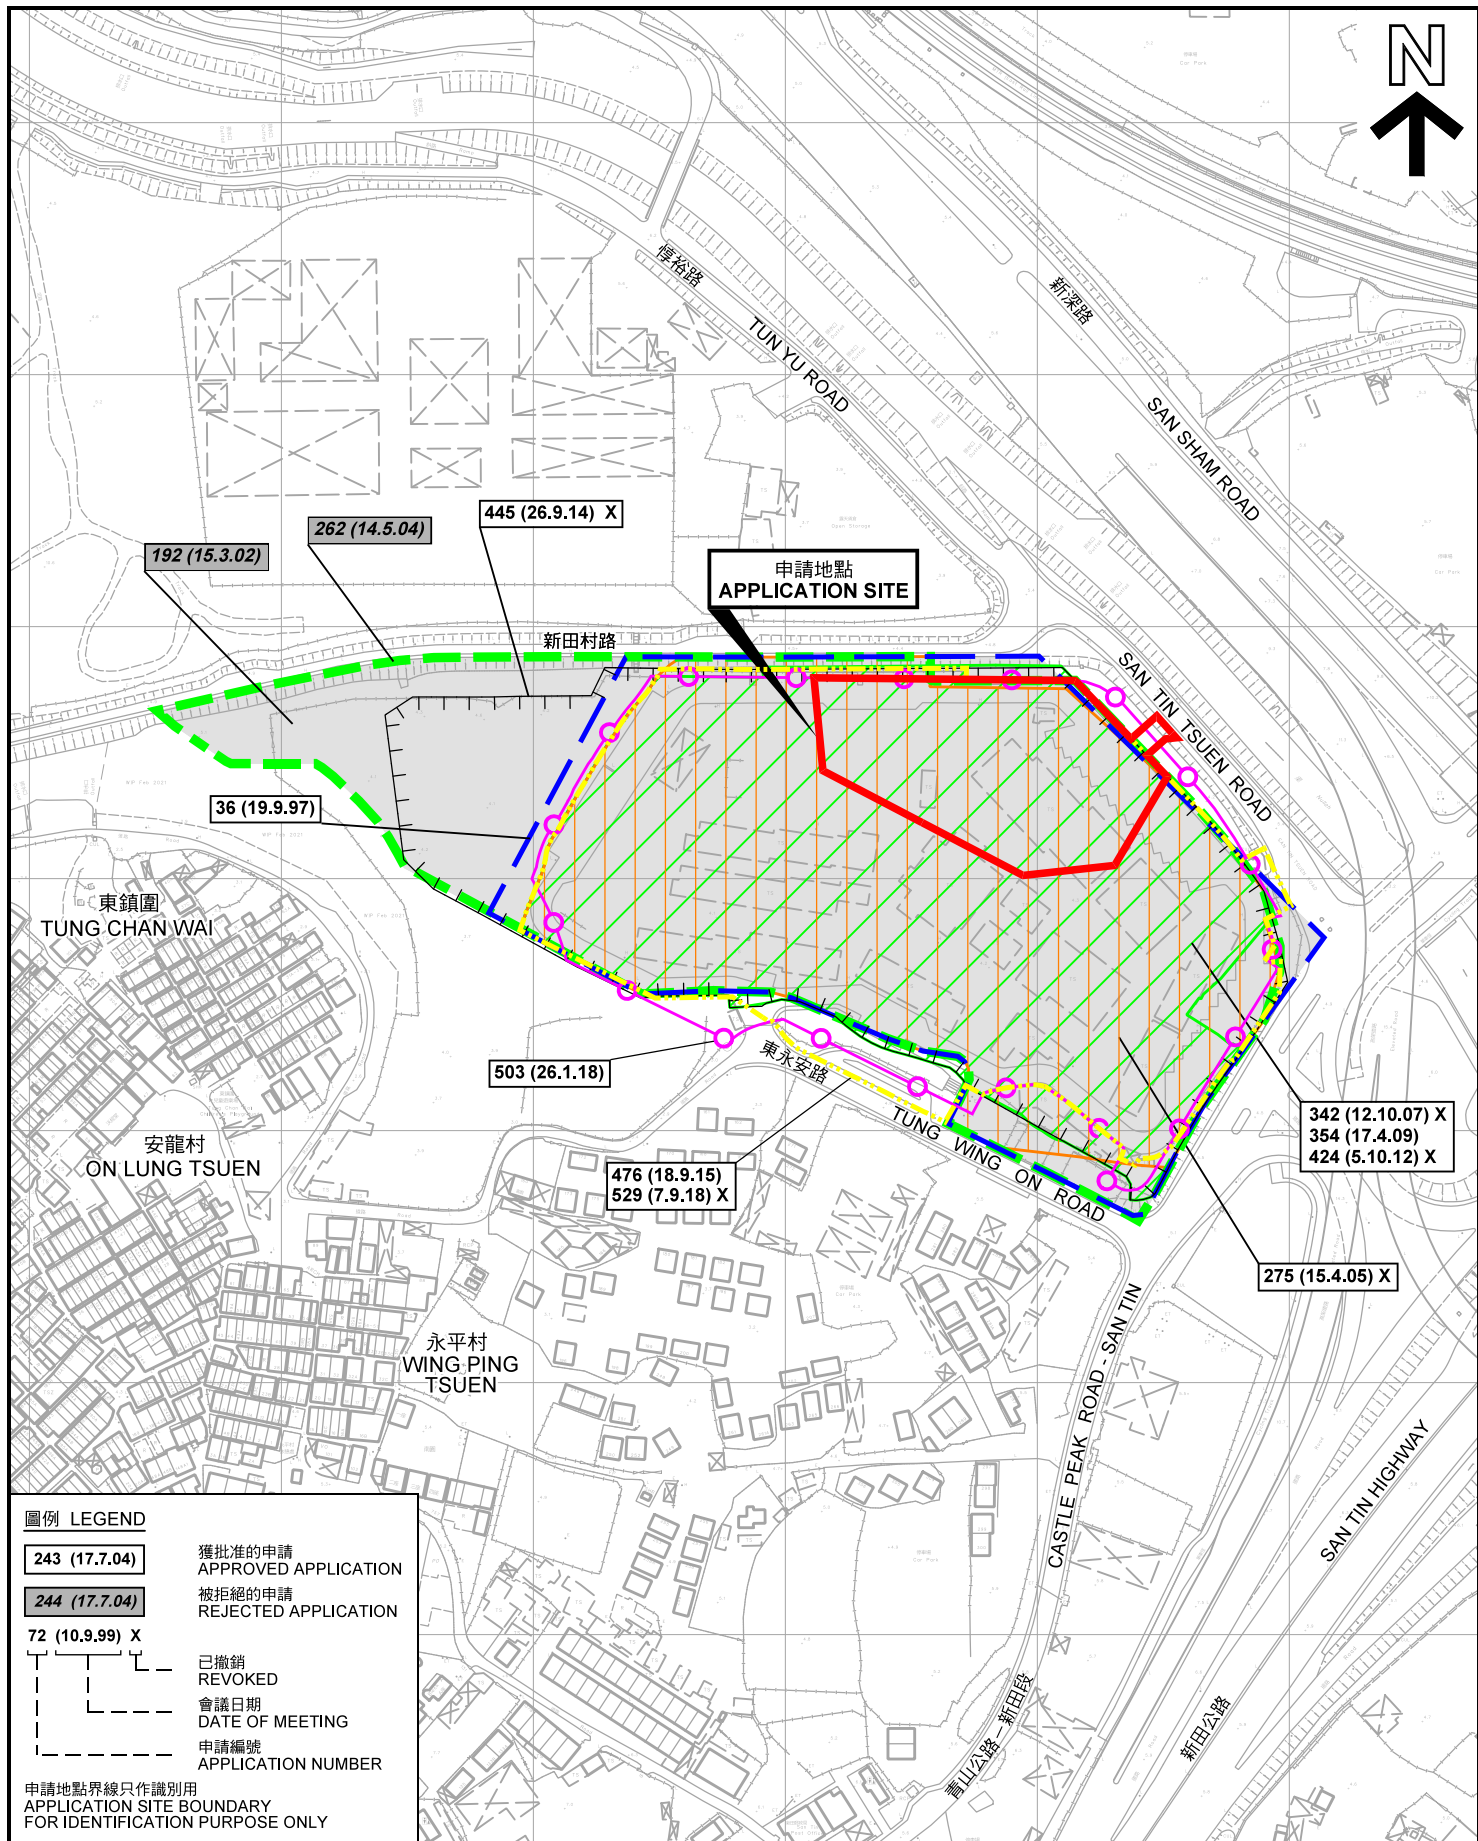 N
惇裕路
TUN YU ROAD
新深路
SAN SHAM ROAD
445 (26.9.14) X
262 (14.5.04)
192 (15.3.02)
申請地點
APPLICATION SITE
新田村路
SAN TIN TSUEN ROAD
36 (19.9.97)
東鎮圍
TUNG CHAN WAI
503 (26.1.18)
東永安路
TUNG WING ON ROAD
安龍村
ON LUNG TSUEN
476 (18.9.15)
529 (7.9.18) X
342 (12.10.07) X
354 (17.4.09)
424 (5.10.12) X
275 (15.4.05) X
永平村
WING PING
TSUEN
CASTLE PEAK ROAD - SAN TIN
青山公路－新田段
SAN TIN HIGHWAY
新田公路
圖例 LEGEND
243 (17.7.04)
獲批准的申請
APPROVED APPLICATION
244 (17.7.04)
被拒絕的申請
REJECTED APPLICATION
72 (10.9.99) X
已撤銷
REVOKED
會議日期
DATE OF MEETING
申請編號
APPLICATION NUMBER
申請地點界線只作識別用
APPLICATION SITE BOUNDARY
FOR IDENTIFICATION PURPOSE ONLY